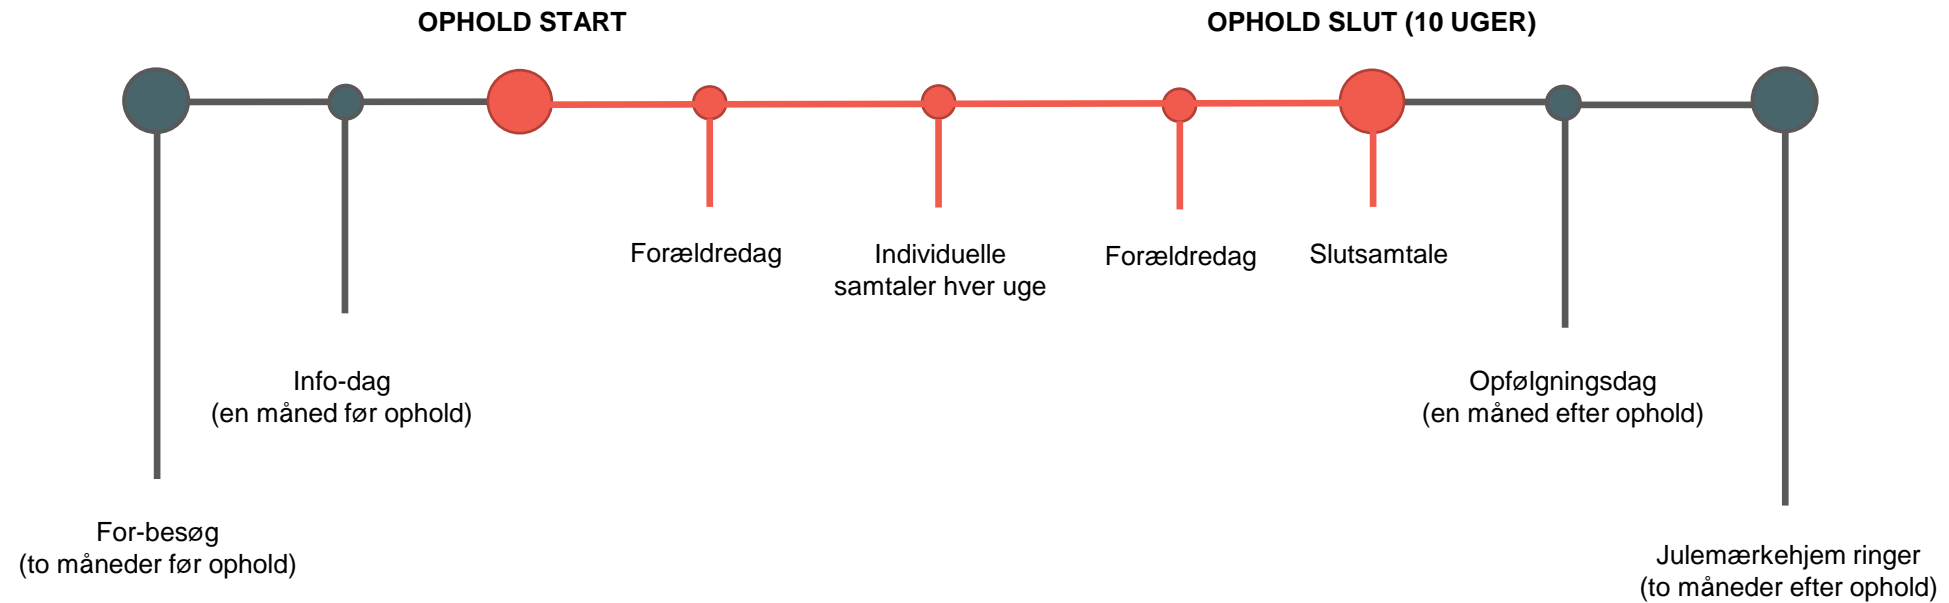 OPHOLD START
OPHOLD SLUT (10 UGER)
Forældredag
Individuelle
samtaler hver uge
Forældredag
Slutsamtale
Info-dag
(en måned før ophold)
Opfølgningsdag
(en måned efter ophold)
For-besøg
(to måneder før ophold)
Julemærkehjem ringer
(to måneder efter ophold)